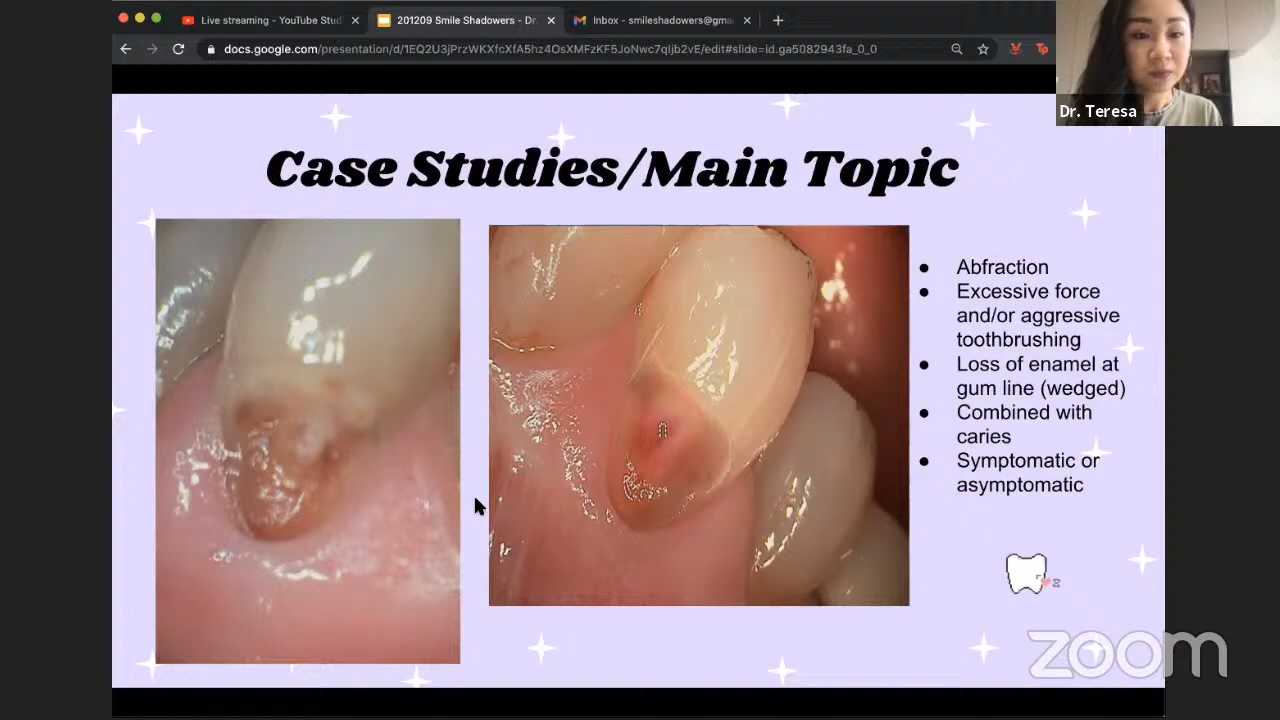 Live streaming - YouTube Stud
201209 Smile Shadowers - Dr.
Inbox - smileshadowers@gma
docs.google.com/presentation/d/1EQ2U3jPrzWKXfcXfA5hz4OsXMFzKF5JoNwc7qljb2vE/edit#slide=id.ga5082943fa_0_0
Dr. Teresa
Case Studies/Main Topic
● Abfraction
● Excessive force
and/or aggressive
toothbrushing
● Loss of enamel at
gum line (wedged)
● Combined with
caries
● Symptomatic or
asymptomatic
zoom